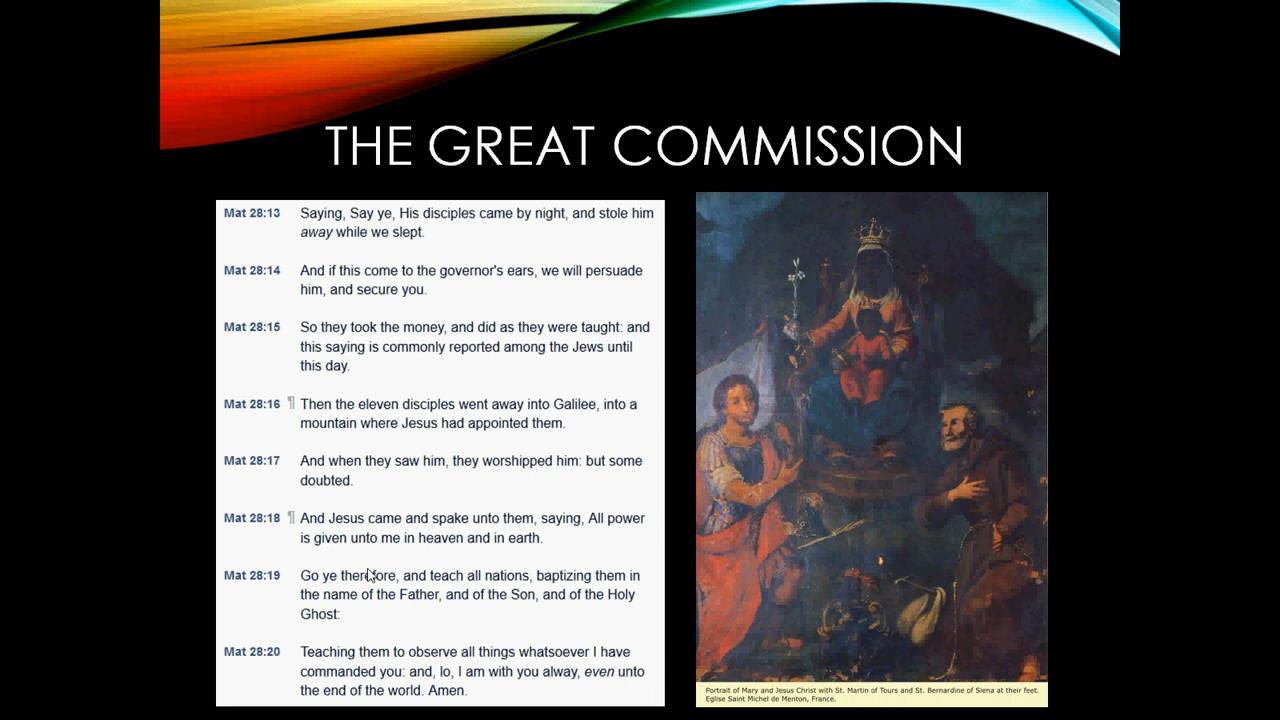 THE GREAT COMMISSION
Mat 28:13 Saying, Say ye, His disciples came by night, and stole him
away while we slept.
Mat 28:14 And if this come to the governor's ears, we will persuade
him, and secure you.
Mat 28:15 So they took the money, and did as they were taught: and
this saying is commonly reported among the Jews until
this day.
Mat 28:16 ¶ Then the eleven disciples went away into Galilee, into a
mountain where Jesus had appointed them.
Mat 28:17 And when they saw him, they worshipped him: but some
doubted.
Mat 28:18 ¶ And Jesus came and spake unto them, saying, All power
is given unto me in heaven and in earth.
Mat 28:19 Go ye therefore, and teach all nations, baptizing them in
the name of the Father, and of the Son, and of the Holy
Ghost:
Mat 28:20 Teaching them to observe all things whatsoever I have
commanded you: and, lo, I am with you alway, even unto
the end of the world. Amen.
Portrait of Mary and Jesus Christ with St. Martin of Tours and St. Bernardine of Siena at their feet.
Eglise Saint Michel de Menton, France.